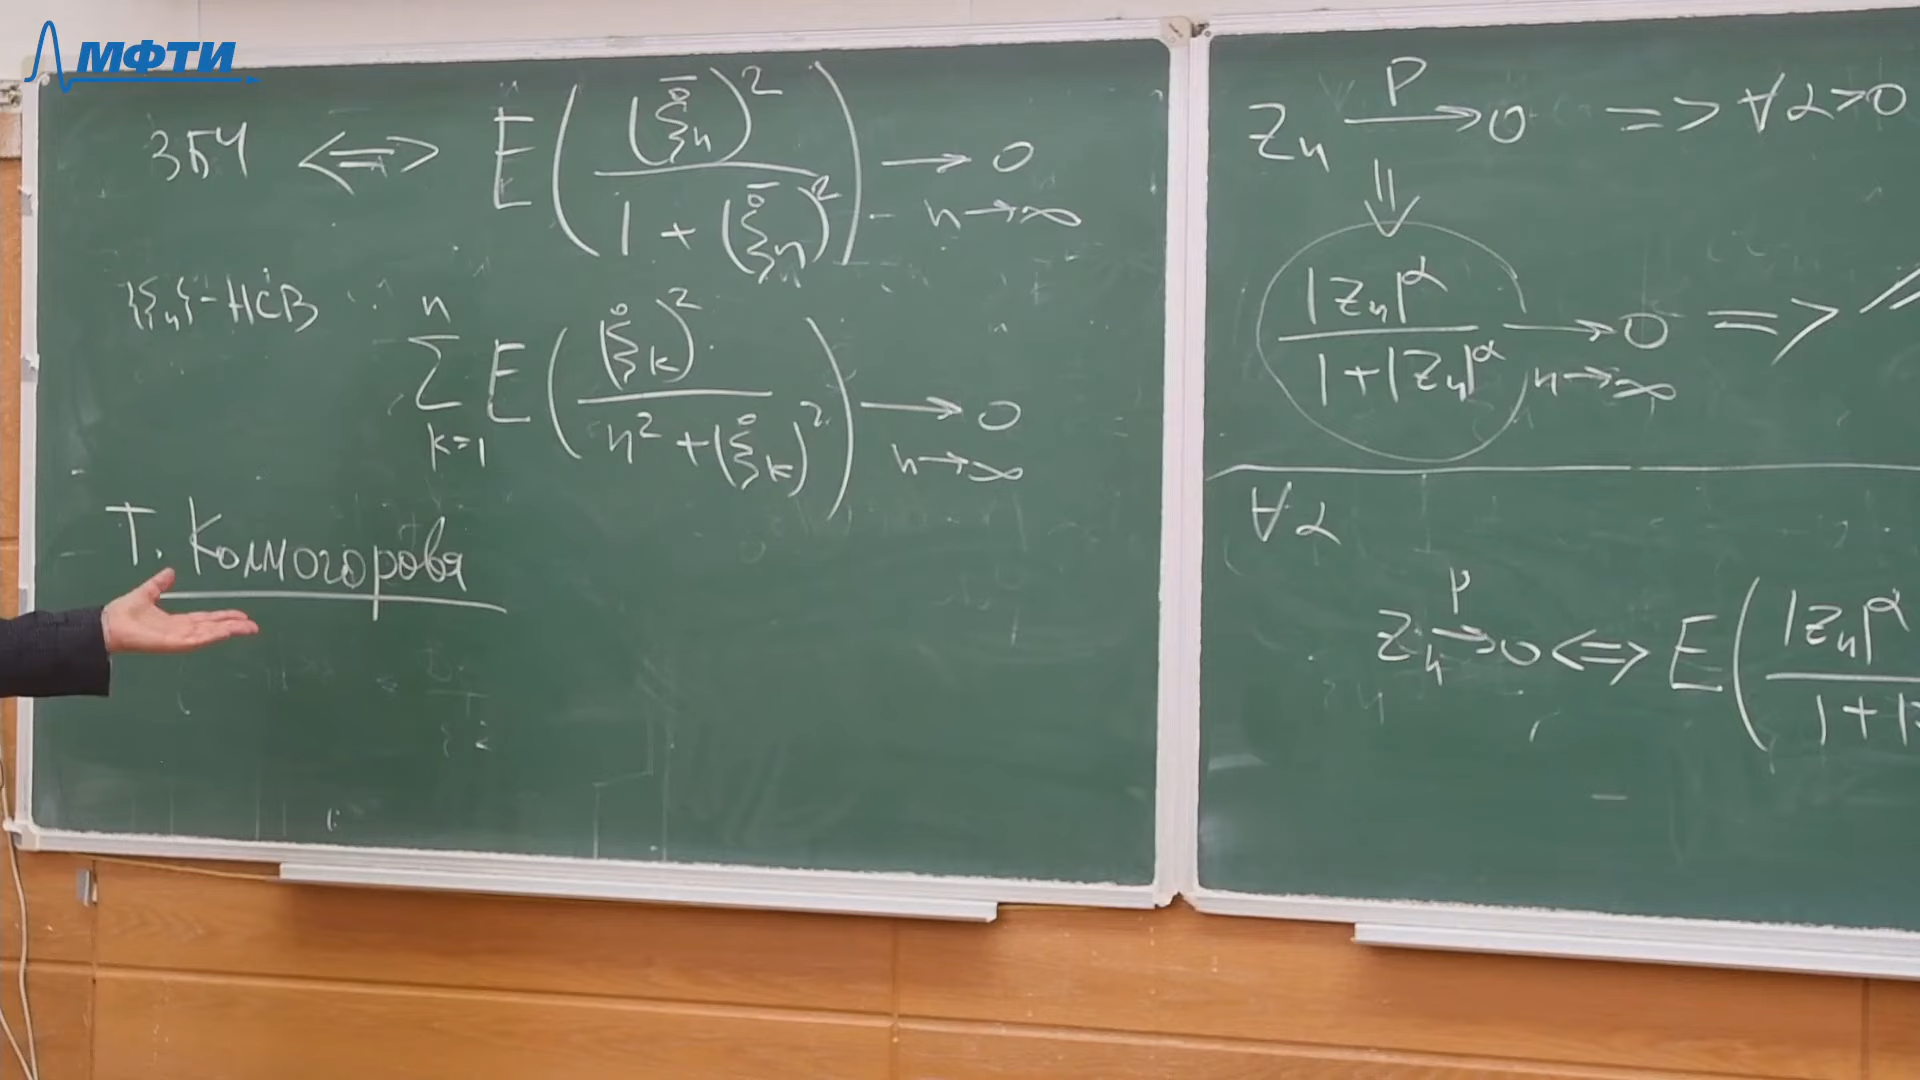 МФТИ
ЗБЧ <=> E( (ξ̊̄ₙ)² / (1 + (ξ̊̄ₙ)²) ) → 0
n → ∞
{ξₙ} - НСВ
∑ₖ₌₁ⁿ E( (ξ̊ₖ)² / (n² + (ξ̊ₖ)²) ) → 0
n → ∞
Т. Колмогорова
Zₙ →ᴾ 0 => ∀α>0
⇓
|Zₙ|^α / (1+|Zₙ|^α) → 0 =>
n → ∞
∀α
Zₙ →ᴾ 0 <=> E( |Zₙ|^α / (1+|